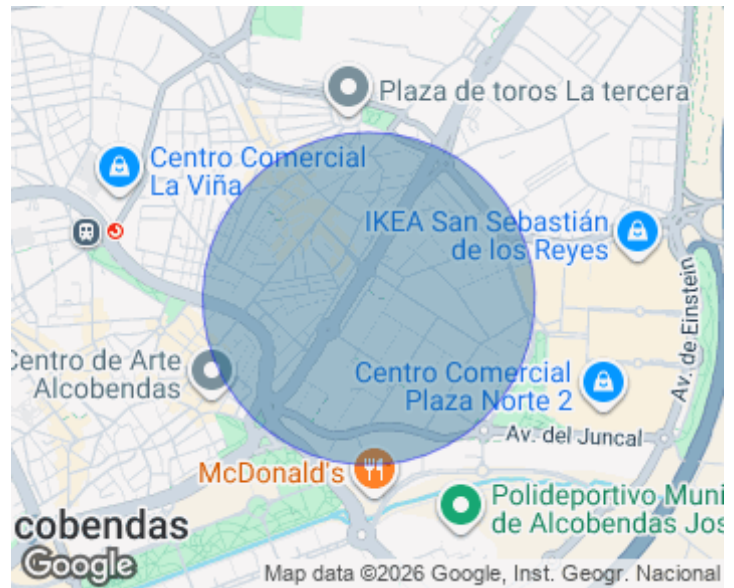 Plaza de toros La tercera
Centro Comercial
La Viña
IKEA San Sebastián
de los Reyes
Av. de Einstein
Centro de Arte
Alcobendas
Centro Comercial
Plaza Norte 2
Av. del Juncal
McDonald's
Polideportivo Muni
de Alcobendas Jos
cobendas
Google
Map data ©2026 Google, Inst. Geogr. Nacional